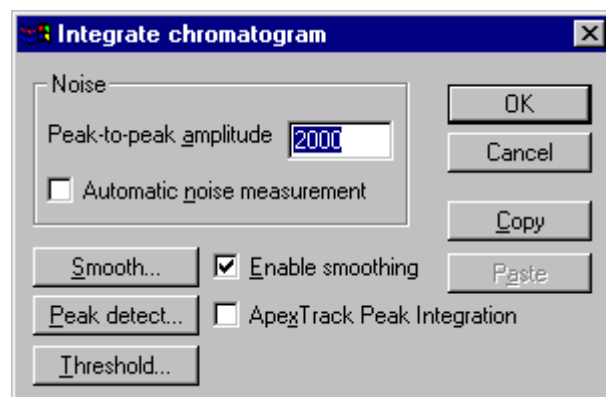 Integrate chromatogram
Noise
Peak-to-peak amplitude 2000
Automatic noise measurement
OK
Cancel
Copy
Paste
Smooth... Enable smoothing
Peak detect... ApexTrack Peak Integration
Threshold...